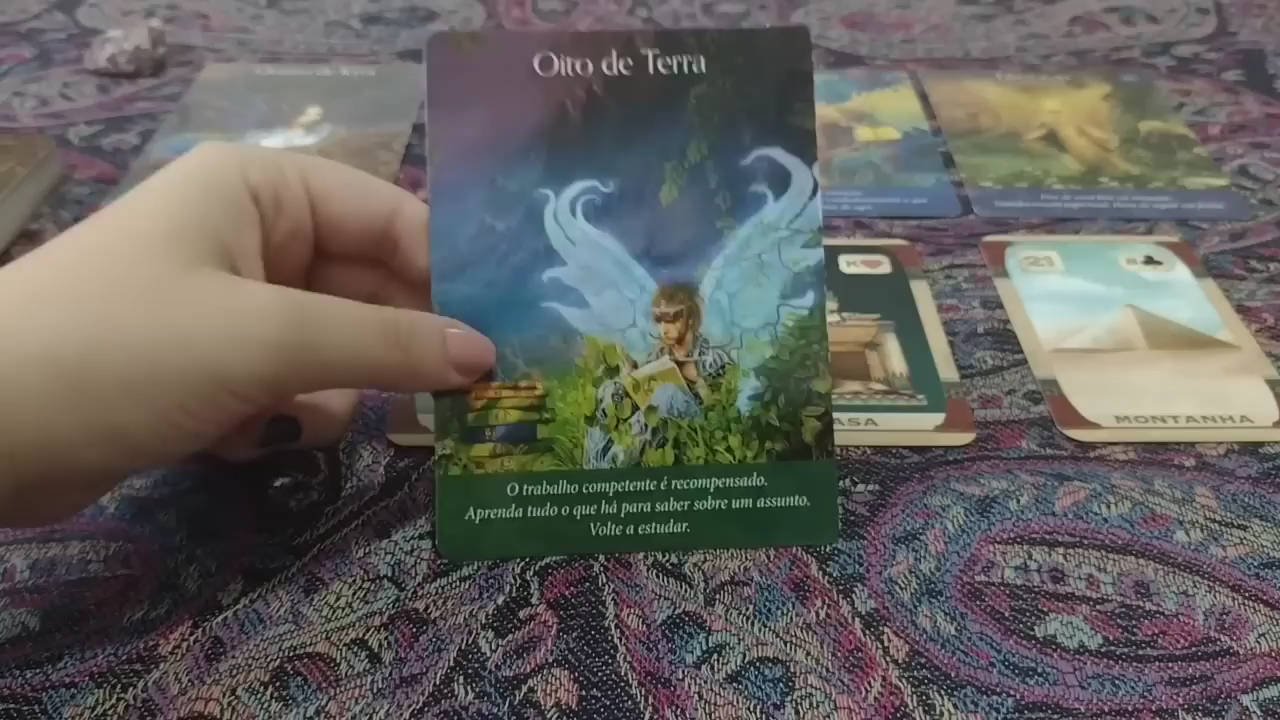 Oito de Terra
O trabalho competente é recompensado.
Aprenda tudo o que há para saber sobre um assunto.
Volte a estudar.
K
ASA
21
MONTANHA